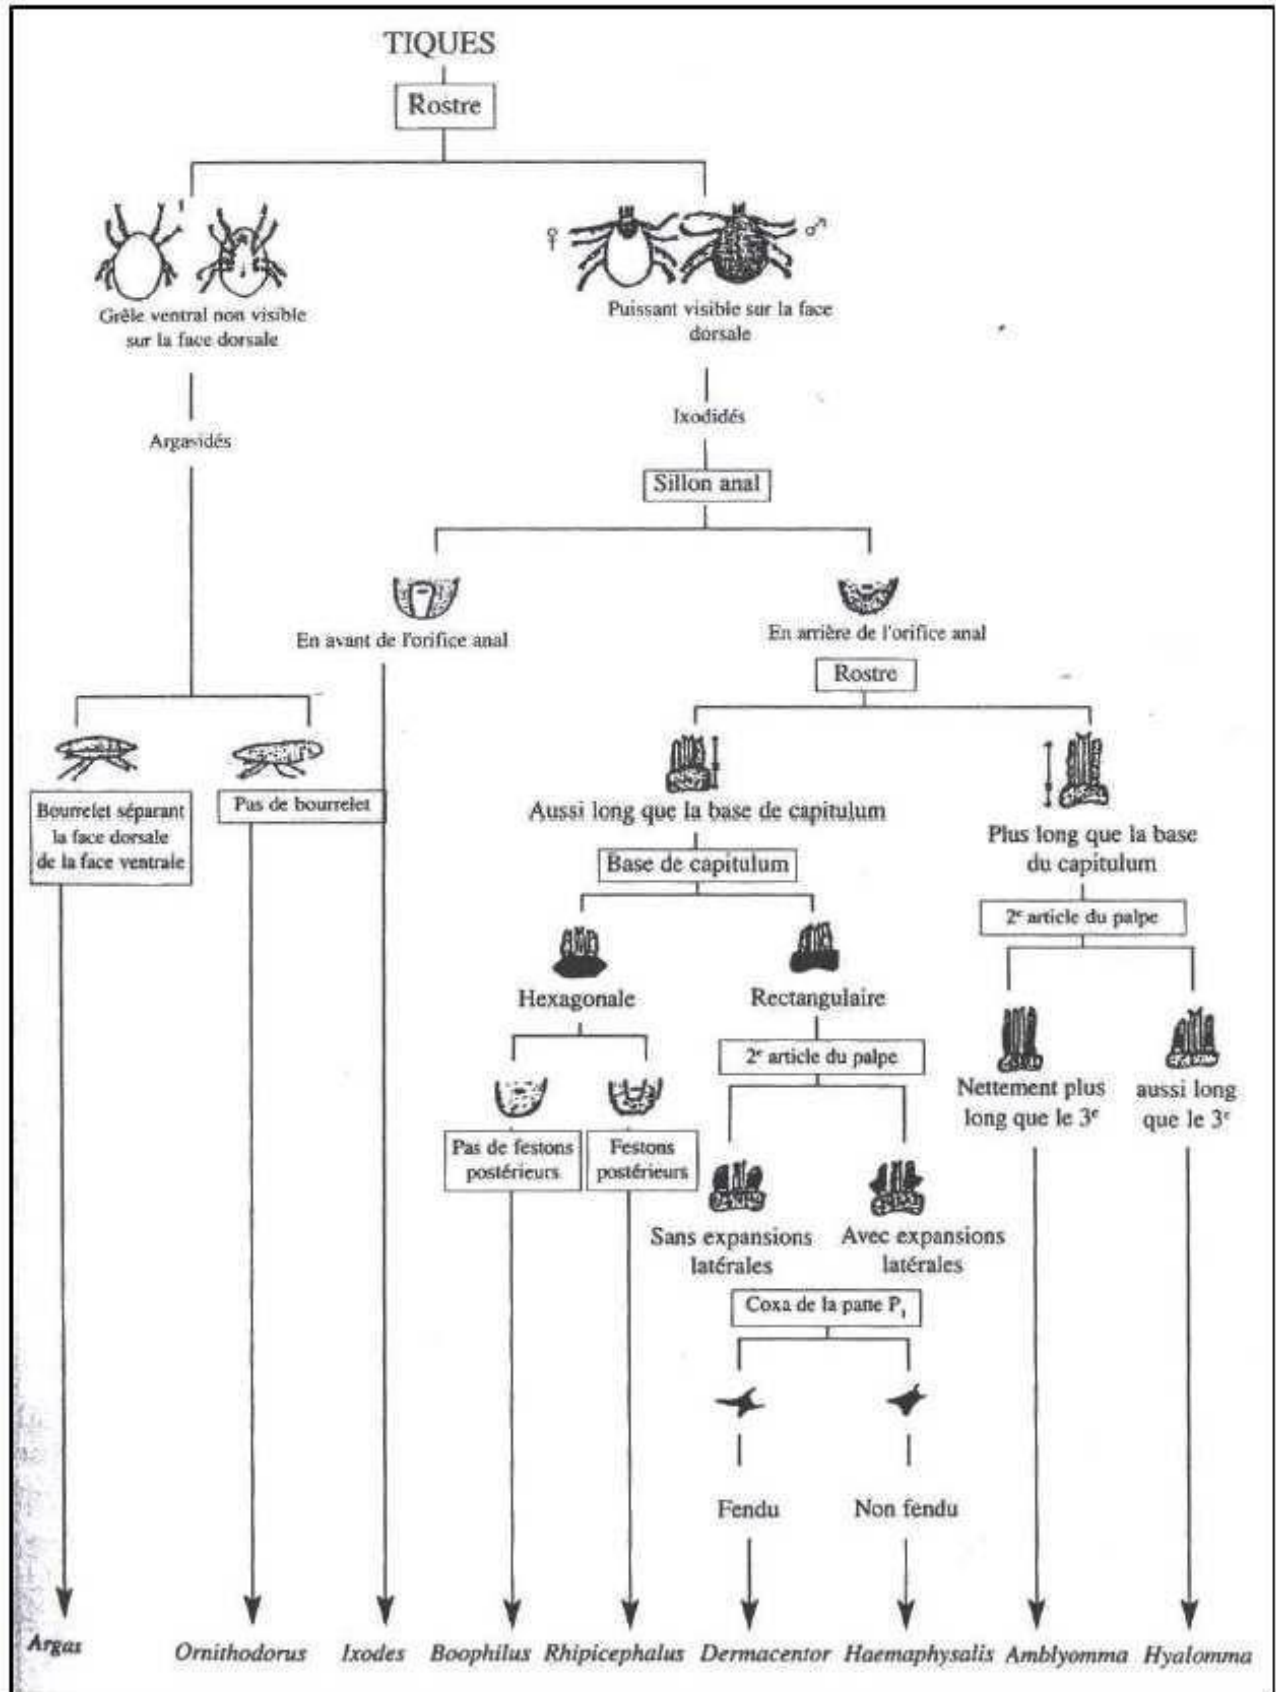 TIQUES
Rostre
♀
♂
Grêle ventral non visible
sur la face dorsale
Puissant visible sur la face
dorsale
Argasidés
Ixodidés
Sillon anal
En avant de l'orifice anal
En arrière de l'orifice anal
Rostre
Bourrelet séparant
la face dorsale
de la face ventrale
Pas de bourrelet
Aussi long que la base de capitulum
Plus long que la base
du capitulum
Base de capitulum
2e article du palpe
Hexagonale
Rectangulaire
2e article du palpe
Nettement plus
long que le 3e
aussi long
que le 3e
Pas de festons
postérieurs
Festons
postérieurs
Sans expansions
latérales
Avec expansions
latérales
Coxa de la patte P1
Fendu
Non fendu
Argas
Ornithodorus
Ixodes
Boophilus
Rhipicephalus
Dermacentor
Haemaphysalis
Amblyomma
Hyalomma